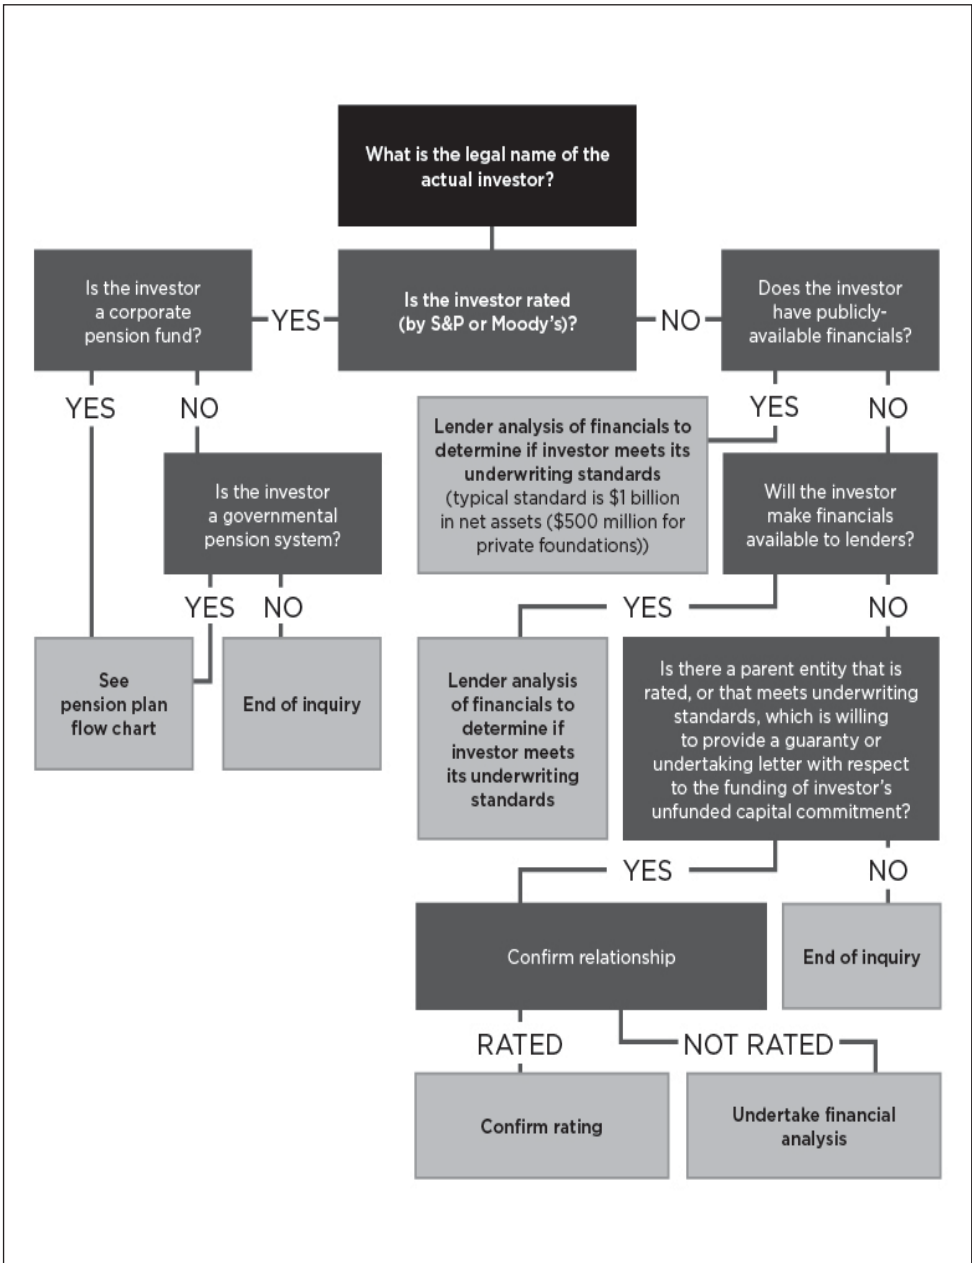 What is the legal name of the
actual investor?
Is the investor
a corporate
pension fund?
YES
Is the investor rated
(by S&P or Moody's)?
NO
Does the investor
have publicly-
available financials?
YES
NO
YES
NO
Lender analysis of financials to
determine if investor meets its
underwriting standards
(typical standard is $1 billion
in net assets ($500 million for
private foundations))
Is the investor
a governmental
pension system?
Will the investor
make financials
available to lenders?
YES
NO
YES
NO
See
pension plan
flow chart
End of inquiry
Lender analysis
of financials to
determine if
investor meets
its underwriting
standards
Is there a parent entity that is
rated, or that meets underwriting
standards, which is willing
to provide a guaranty or
undertaking letter with respect
to the funding of investor's
unfunded capital commitment?
YES
NO
Confirm relationship
End of inquiry
RATED
NOT RATED
Confirm rating
Undertake financial
analysis